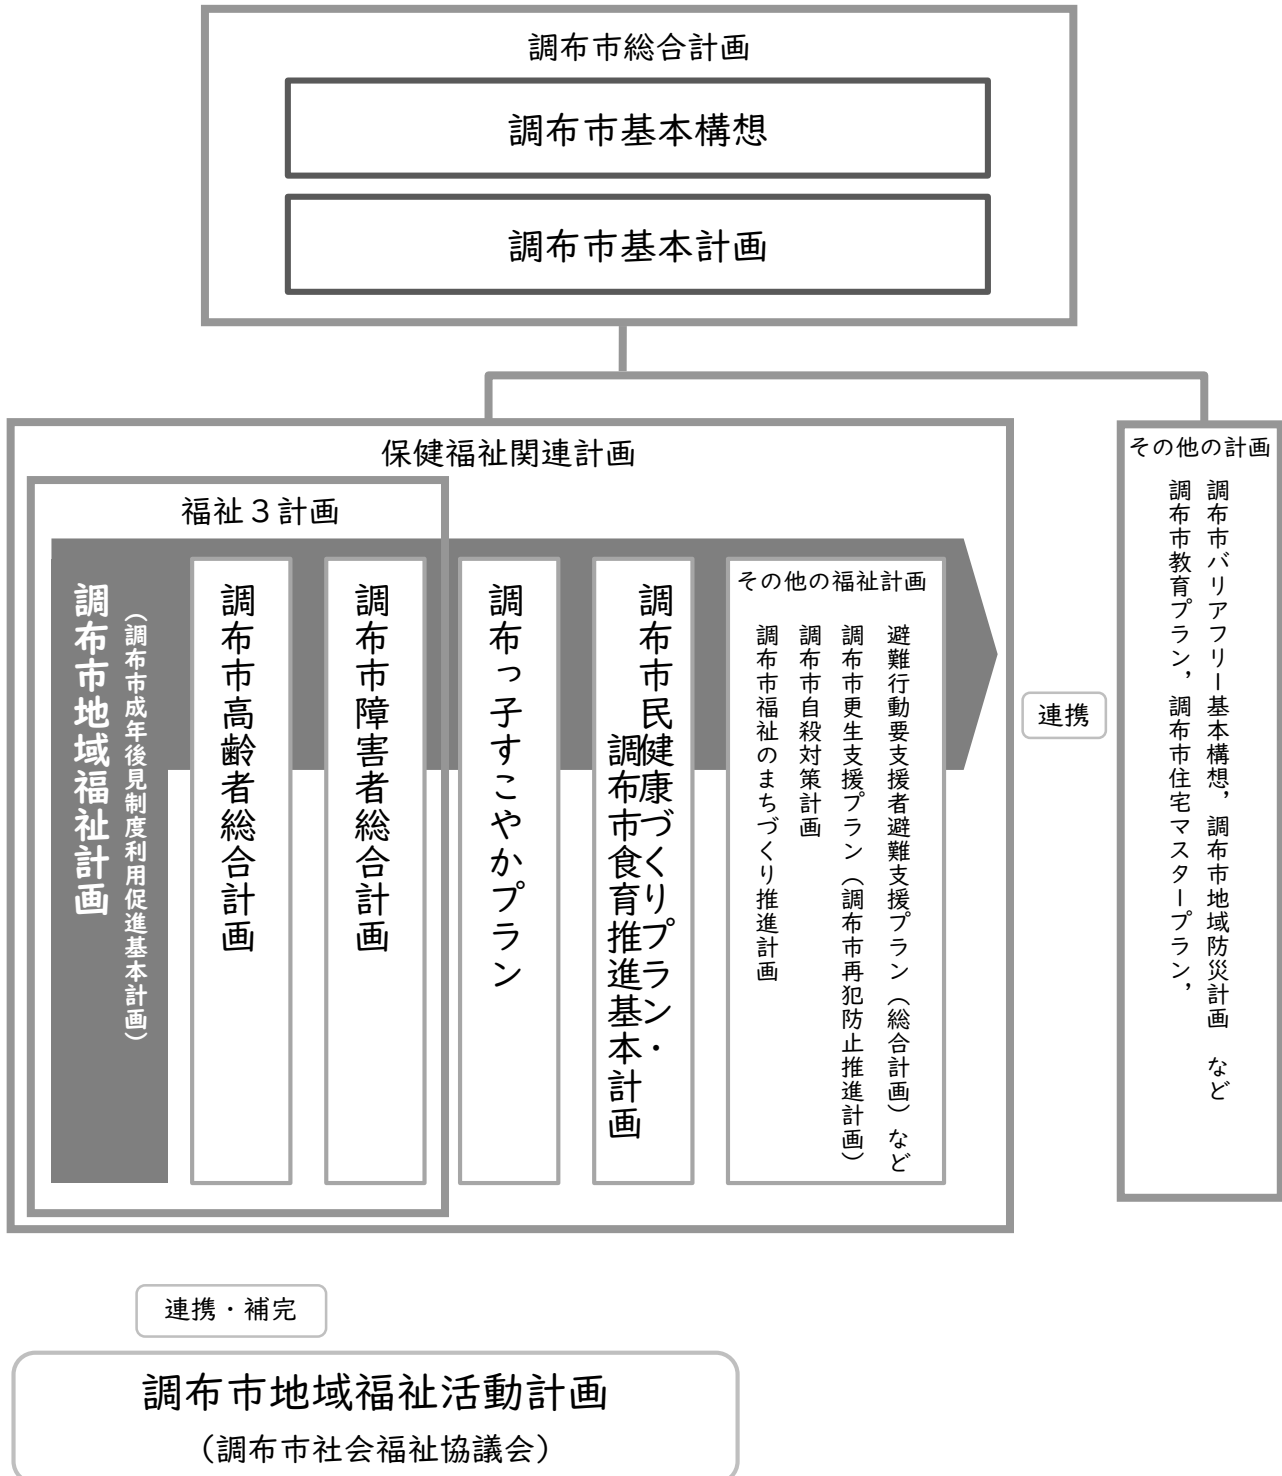 調布市総合計画
調布市基本構想
調布市基本計画
保健福祉関連計画
福祉３計画
調布市地域福祉計画
（調布市成年後見制度利用促進基本計画）
調布市高齢者総合計画
調布市障害者総合計画
調布っ子すこやかプラン
調布市民健康づくりプラン・
調布市食育推進基本計画
その他の福祉計画
避難行動要支援者避難支援プラン（総合計画）など
調布市更生支援プラン（調布市再犯防止推進計画）
調布市自殺対策計画
調布市福祉のまちづくり推進計画
連携
その他の計画
調布市バリアフリー基本構想，調布市地域防災計画　など
調布市教育プラン，調布市住宅マスタープラン，
連携・補完
調布市地域福祉活動計画
（調布市社会福祉協議会）